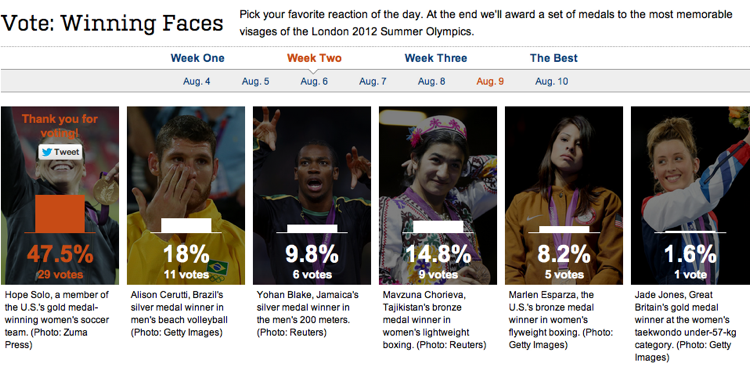 Vote: Winning Faces
Pick your favorite reaction of the day. At the end we'll award a set of medals to the most memorable
visages of the London 2012 Summer Olympics.
Week One
Week Two
Week Three
The Best
Aug. 4
Aug. 5
Aug. 6
Aug. 7
Aug. 8
Aug. 9
Aug. 10
Thank you for
voting!
Tweet
47.5%
29 votes
Hope Solo, a member of
the U.S.'s gold medal-
winning women's soccer
team. (Photo: Zuma
Press)
18%
11 votes
Alison Cerutti, Brazil's
silver medal winner in
men's beach volleyball
(Photo: Getty Images)
9.8%
6 votes
Yohan Blake, Jamaica's
silver medal winner in
the men's 200 meters.
(Photo: Reuters)
14.8%
9 votes
Mavzuna Chorieva,
Tajikistan's bronze
medal winner in
women's lightweight
boxing. (Photo: Reuters)
8.2%
5 votes
Marlen Esparza, the
U.S.'s bronze medal
winner in women's
flyweight boxing. (Photo:
Getty Images)
1.6%
1 vote
Jade Jones, Great
Britain's gold medal
winner at the women's
taekwondo under-57-kg
category. (Photo: Getty
Images)